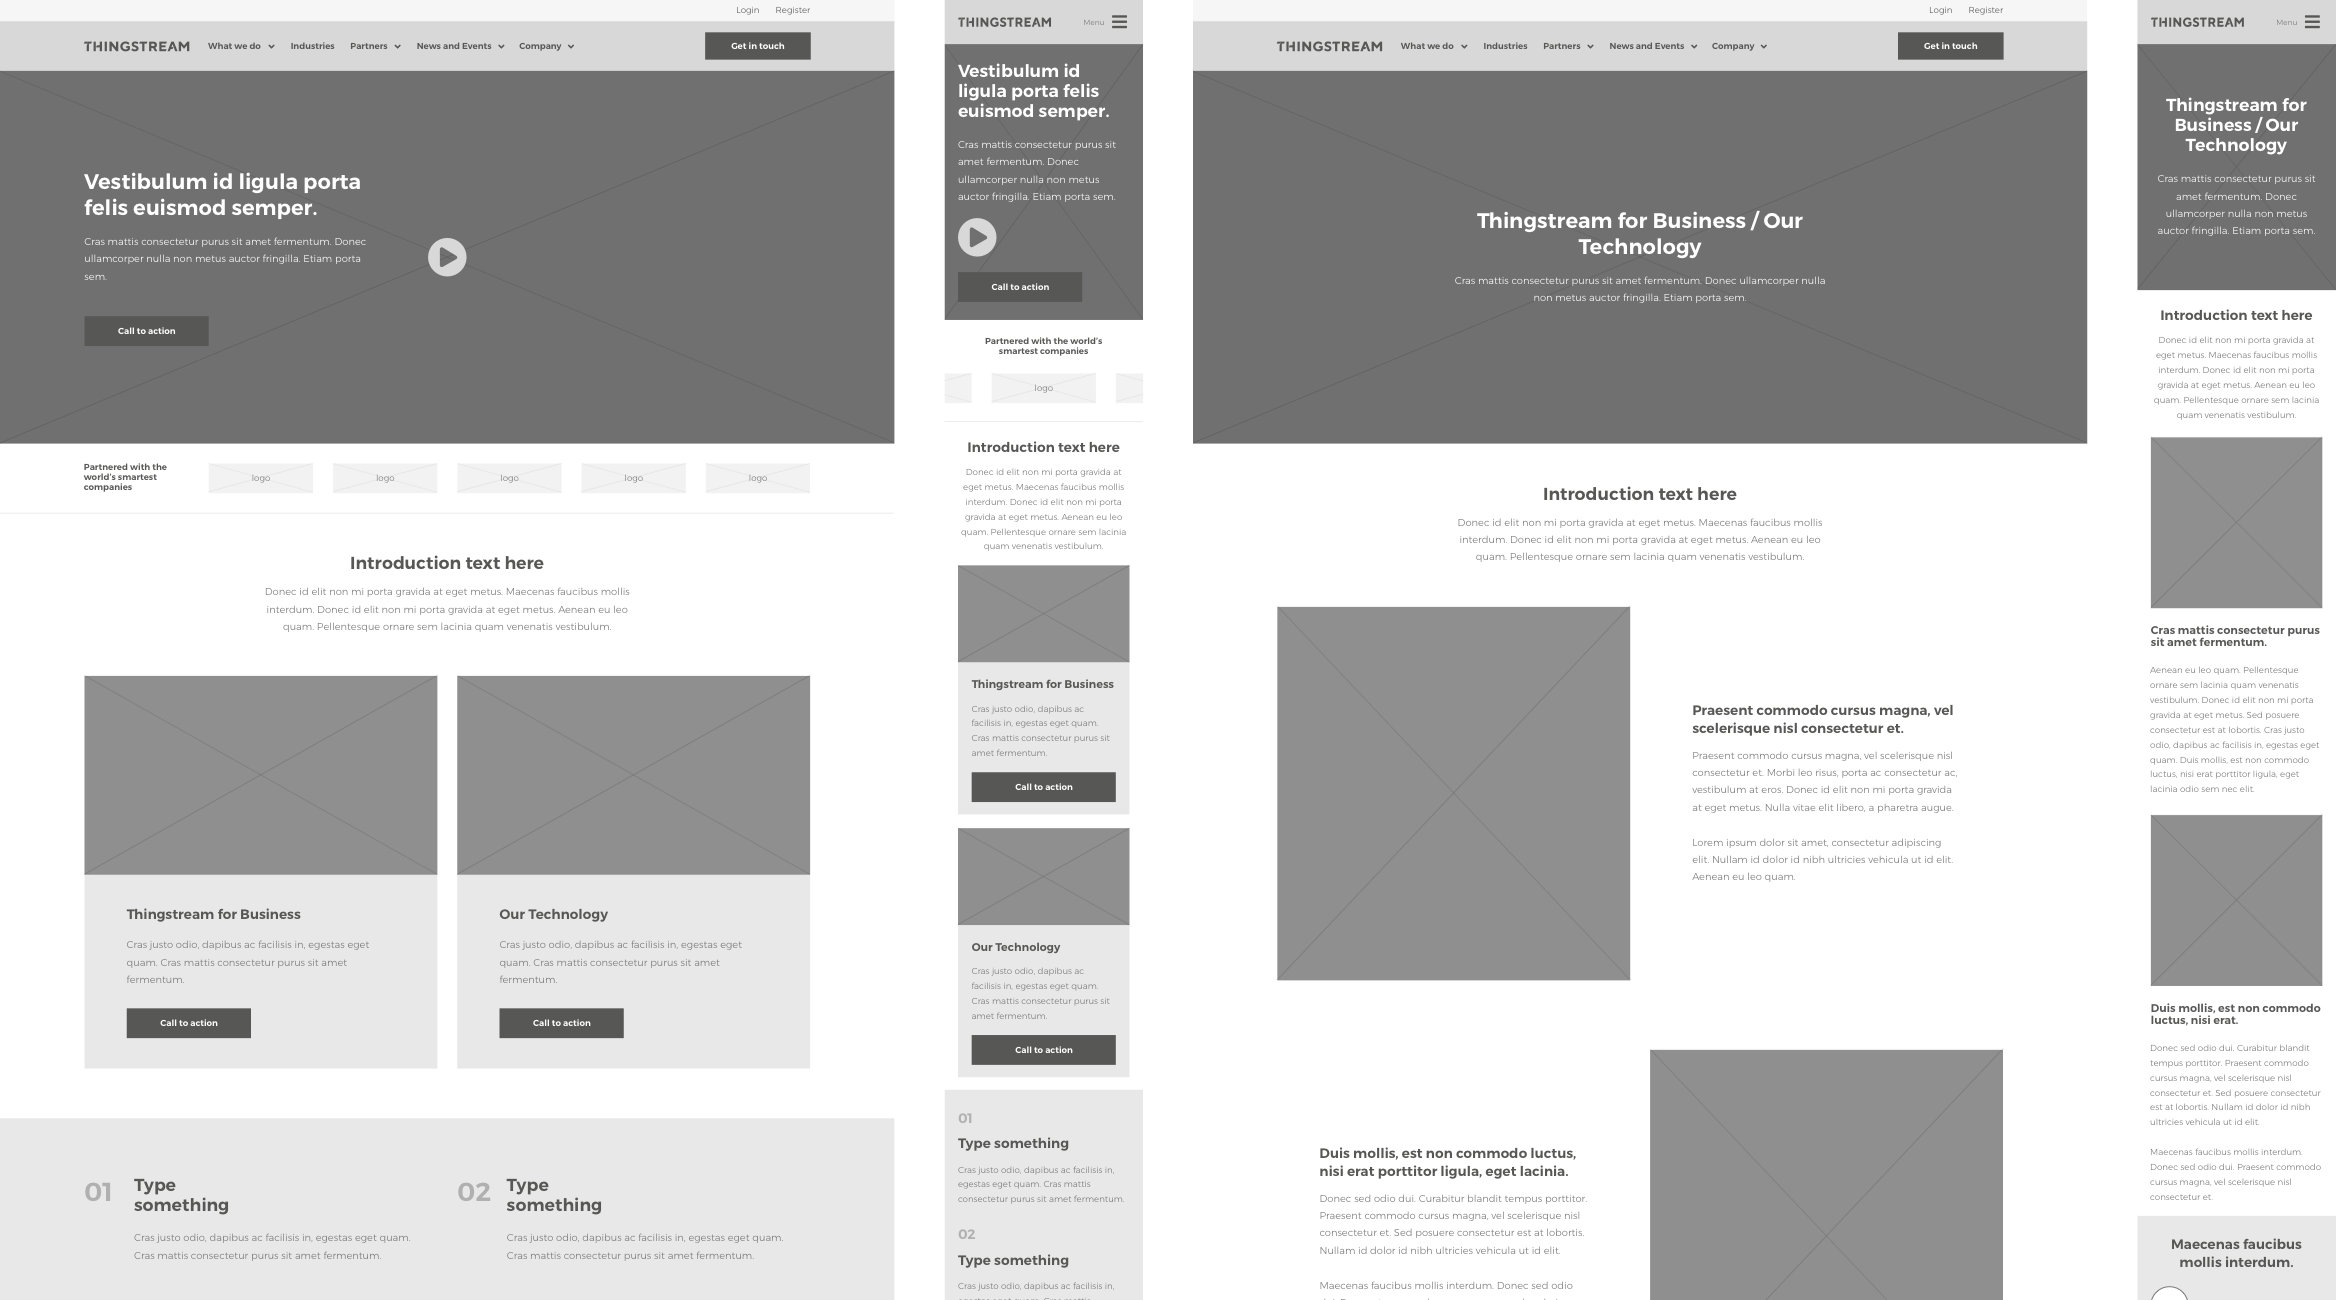 Login Register
THINGSTREAM What we do Industries Partners News and Events Company Get in touch
Vestibulum id ligula porta
felis euismod semper.
Cras mattis consectetur purus sit amet fermentum. Donec
ullamcorper nulla non metus auctor fringilla. Etiam porta
sem.
Call to action
Partnered with the
world's smartest
companies
logo logo logo logo logo
Introduction text here
Donec id elit non mi porta gravida at eget metus. Maecenas faucibus mollis
interdum. Donec id elit non mi porta gravida at eget metus. Aenean eu leo
quam. Pellentesque ornare sem lacinia quam venenatis vestibulum.
Thingstream for Business
Cras justo odio, dapibus ac facilisis in, egestas eget
quam. Cras mattis consectetur purus sit amet
fermentum.
Call to action
Our Technology
Cras justo odio, dapibus ac facilisis in, egestas eget
quam. Cras mattis consectetur purus sit amet
fermentum.
Call to action
01
Type
something
Cras justo odio, dapibus ac facilisis in, egestas eget quam.
Cras mattis consectetur purus sit amet fermentum.
02
Type
something
Cras justo odio, dapibus ac facilisis in, egestas eget quam.
Cras mattis consectetur purus sit amet fermentum.
THINGSTREAM Menu
Vestibulum id
ligula porta felis
euismod semper.
Cras mattis consectetur purus sit
amet fermentum. Donec
ullamcorper nulla non metus
auctor fringilla. Etiam porta sem.
Call to action
Partnered with the world's
smartest companies
logo
Introduction text here
Donec id elit non mi porta gravida at
eget metus. Maecenas faucibus mollis
interdum. Donec id elit non mi porta
gravida at eget metus. Aenean eu leo
quam. Pellentesque ornare sem lacinia
quam venenatis vestibulum.
Thingstream for Business
Cras justo odio, dapibus ac
facilisis in, egestas eget quam.
Cras mattis consectetur purus sit
amet fermentum.
Call to action
Our Technology
Cras justo odio, dapibus ac
facilisis in, egestas eget quam.
Cras mattis consectetur purus sit
amet fermentum.
Call to action
01
Type something
Cras justo odio, dapibus ac facilisis in,
egestas eget quam. Cras mattis
consectetur purus sit amet fermentum.
02
Type something
Cras justo odio, dapibus ac facilisis in,
Login Register
THINGSTREAM What we do Industries Partners News and Events Company Get in touch
Thingstream for Business / Our
Technology
Cras mattis consectetur purus sit amet fermentum. Donec ullamcorper nulla
non metus auctor fringilla. Etiam porta sem.
Introduction text here
Donec id elit non mi porta gravida at eget metus. Maecenas faucibus mollis
interdum. Donec id elit non mi porta gravida at eget metus. Aenean eu leo
quam. Pellentesque ornare sem lacinia quam venenatis vestibulum.
Praesent commodo cursus magna, vel
scelerisque nisl consectetur et.
Praesent commodo cursus magna, vel scelerisque nisl
consectetur et. Morbi leo risus, porta ac consectetur ac,
vestibulum at eros. Donec id elit non mi porta gravida
at eget metus. Nulla vitae elit libero, a pharetra augue.
Lorem ipsum dolor sit amet, consectetur adipiscing
elit. Nullam id dolor id nibh ultricies vehicula ut id elit.
Aenean eu leo quam.
Duis mollis, est non commodo luctus,
nisi erat porttitor ligula, eget lacinia.
Donec sed odio dui. Curabitur blandit tempus porttitor.
Praesent commodo cursus magna, vel scelerisque nisl
consectetur et. Sed posuere consectetur est at lobortis.
Nullam id dolor id nibh ultricies vehicula ut id elit.
Maecenas faucibus mollis interdum. Donec sed odio
THINGSTREAM Menu
Thingstream for
Business / Our
Technology
Cras mattis consectetur purus sit
amet fermentum. Donec
ullamcorper nulla non metus
auctor fringilla. Etiam porta sem.
Introduction text here
Donec id elit non mi porta gravida at
eget metus. Maecenas faucibus mollis
interdum. Donec id elit non mi porta
gravida at eget metus. Aenean eu leo
quam. Pellentesque ornare sem lacinia
quam venenatis vestibulum.
Cras mattis consectetur purus
sit amet fermentum.
Aenean eu leo quam. Pellentesque
ornare sem lacinia quam venenatis
vestibulum. Donec id elit non mi porta
gravida at eget metus. Sed posuere
consectetur est at lobortis. Cras justo
odio, dapibus ac facilisis in, egestas eget
quam. Duis mollis, est non commodo
luctus, nisi erat porttitor ligula, eget
lacinia odio sem nec elit.
Duis mollis, est non commodo
luctus, nisi erat.
Donec sed odio dui. Curabitur blandit
tempus porttitor. Praesent commodo
cursus magna, vel scelerisque nisl
consectetur et. Sed posuere consectetur
est at lobortis. Nullam id dolor id nibh
ultricies vehicula ut id elit.
Maecenas faucibus mollis interdum.
Donec sed odio dui. Praesent commodo
cursus magna, vel scelerisque nisl
consectetur et.
Maecenas faucibus
mollis interdum.